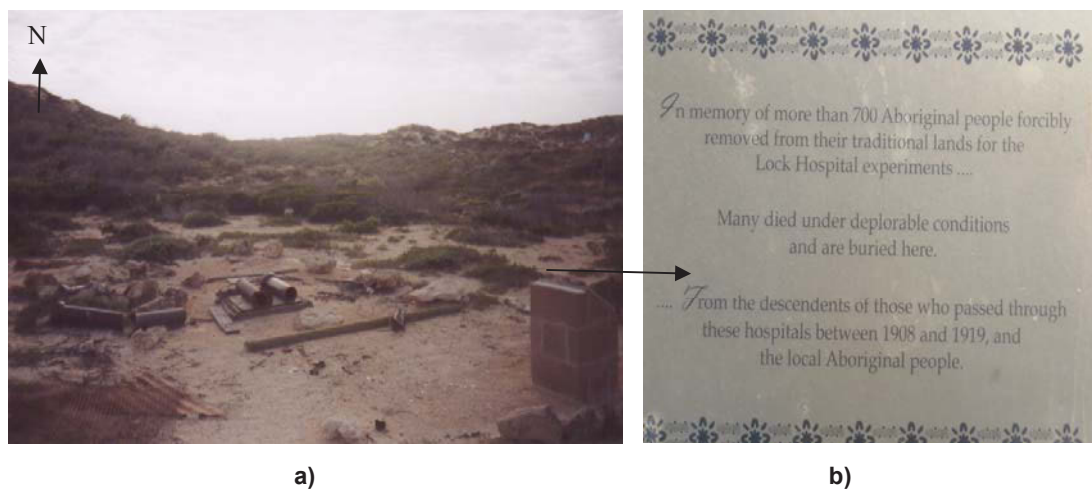 N
In memory of more than 700 Aboriginal people forcibly
removed from their traditional lands for the
Lock Hospital experiments ....
Many died under deplorable conditions
and are buried here.
.... From the descendents of those who passed through
these hospitals between 1908 and 1919, and
the local Aboriginal people.
a)
b)